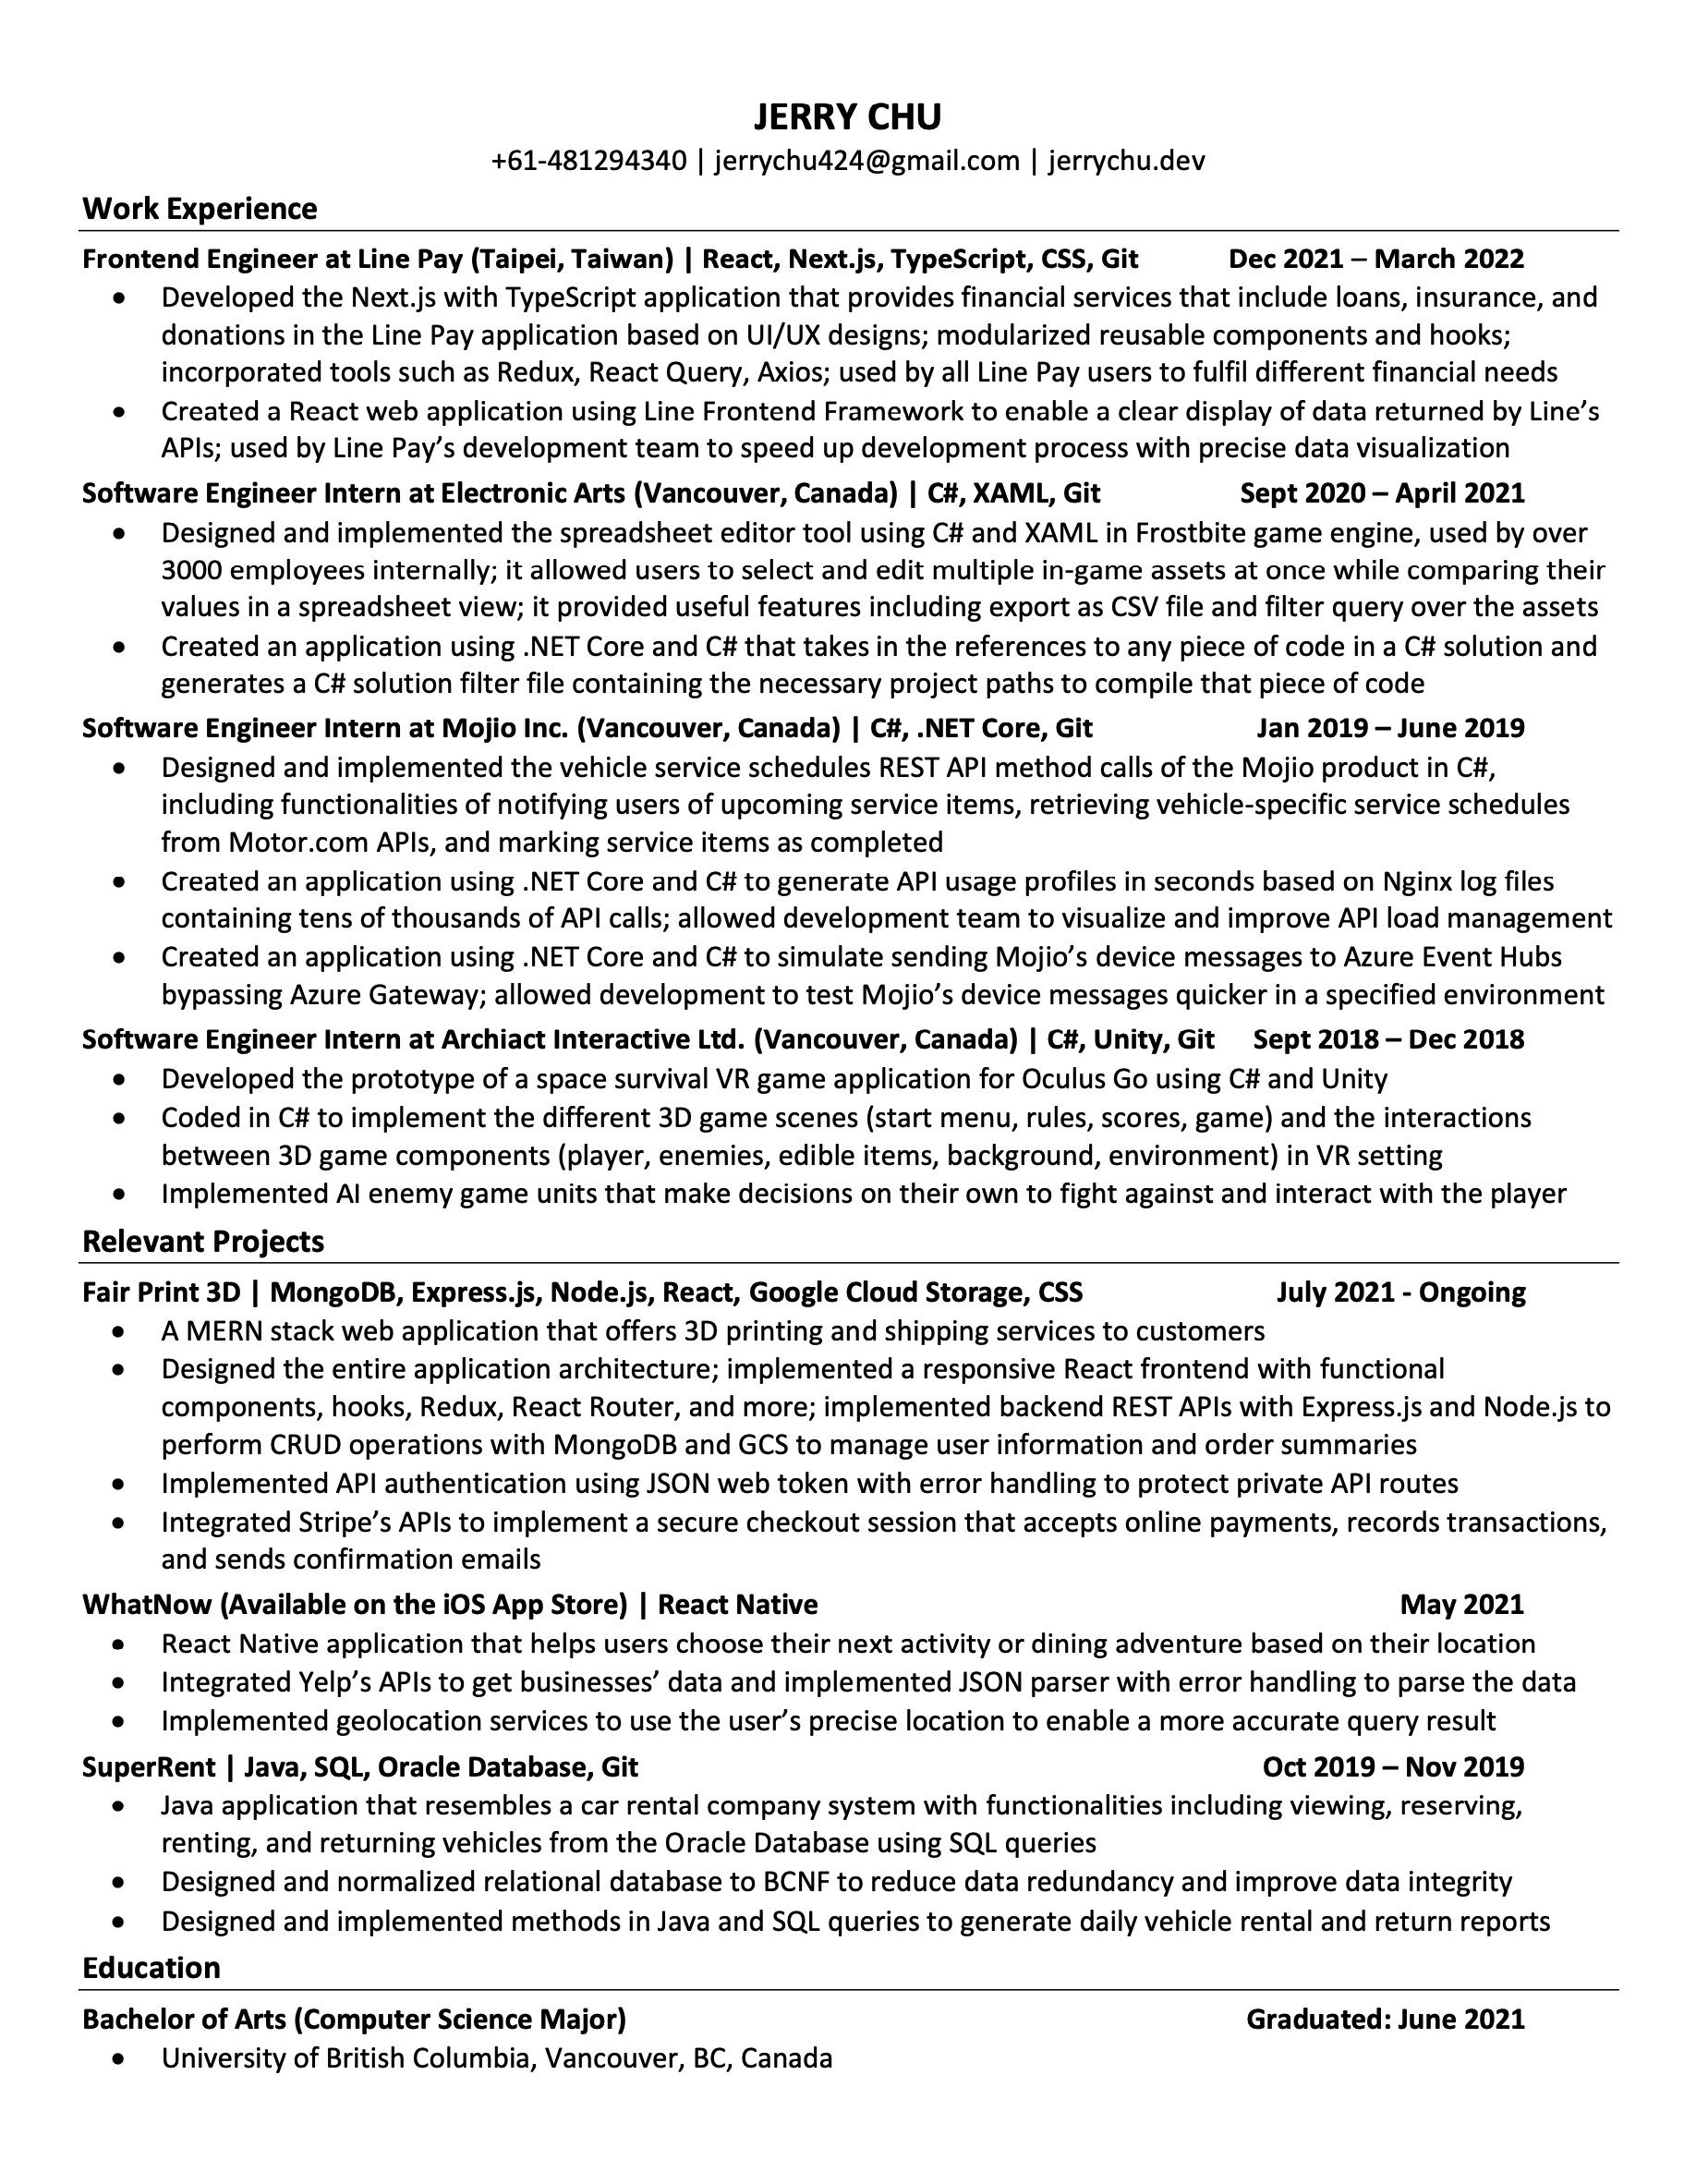 JERRY CHU
+61-481294340 | jerrychu424@gmail.com | jerrychu.dev
Work Experience
Frontend Engineer at Line Pay (Taipei, Taiwan) | React, Next.js, TypeScript, CSS, Git Dec 2021 – March 2022
• Developed the Next.js with TypeScript application that provides financial services that include loans, insurance, and
donations in the Line Pay application based on UI/UX designs; modularized reusable components and hooks;
incorporated tools such as Redux, React Query, Axios; used by all Line Pay users to fulfil different financial needs
• Created a React web application using Line Frontend Framework to enable a clear display of data returned by Line’s
APIs; used by Line Pay’s development team to speed up development process with precise data visualization
Software Engineer Intern at Electronic Arts (Vancouver, Canada) | C#, XAML, Git Sept 2020 – April 2021
• Designed and implemented the spreadsheet editor tool using C# and XAML in Frostbite game engine, used by over
3000 employees internally; it allowed users to select and edit multiple in-game assets at once while comparing their
values in a spreadsheet view; it provided useful features including export as CSV file and filter query over the assets
• Created an application using .NET Core and C# that takes in the references to any piece of code in a C# solution and
generates a C# solution filter file containing the necessary project paths to compile that piece of code
Software Engineer Intern at Mojio Inc. (Vancouver, Canada) | C#, .NET Core, Git Jan 2019 – June 2019
• Designed and implemented the vehicle service schedules REST API method calls of the Mojio product in C#,
including functionalities of notifying users of upcoming service items, retrieving vehicle-specific service schedules
from Motor.com APIs, and marking service items as completed
• Created an application using .NET Core and C# to generate API usage profiles in seconds based on Nginx log files
containing tens of thousands of API calls; allowed development team to visualize and improve API load management
• Created an application using .NET Core and C# to simulate sending Mojio’s device messages to Azure Event Hubs
bypassing Azure Gateway; allowed development to test Mojio’s device messages quicker in a specified environment
Software Engineer Intern at Archiact Interactive Ltd. (Vancouver, Canada) | C#, Unity, Git Sept 2018 – Dec 2018
• Developed the prototype of a space survival VR game application for Oculus Go using C# and Unity
• Coded in C# to implement the different 3D game scenes (start menu, rules, scores, game) and the interactions
between 3D game components (player, enemies, edible items, background, environment) in VR setting
• Implemented AI enemy game units that make decisions on their own to fight against and interact with the player
Relevant Projects
Fair Print 3D | MongoDB, Express.js, Node.js, React, Google Cloud Storage, CSS July 2021 - Ongoing
• A MERN stack web application that offers 3D printing and shipping services to customers
• Designed the entire application architecture; implemented a responsive React frontend with functional
components, hooks, Redux, React Router, and more; implemented backend REST APIs with Express.js and Node.js to
perform CRUD operations with MongoDB and GCS to manage user information and order summaries
• Implemented API authentication using JSON web token with error handling to protect private API routes
• Integrated Stripe’s APIs to implement a secure checkout session that accepts online payments, records transactions,
and sends confirmation emails
WhatNow (Available on the iOS App Store) | React Native May 2021
• React Native application that helps users choose their next activity or dining adventure based on their location
• Integrated Yelp’s APIs to get businesses’ data and implemented JSON parser with error handling to parse the data
• Implemented geolocation services to use the user’s precise location to enable a more accurate query result
SuperRent | Java, SQL, Oracle Database, Git Oct 2019 – Nov 2019
• Java application that resembles a car rental company system with functionalities including viewing, reserving,
renting, and returning vehicles from the Oracle Database using SQL queries
• Designed and normalized relational database to BCNF to reduce data redundancy and improve data integrity
• Designed and implemented methods in Java and SQL queries to generate daily vehicle rental and return reports
Education
Bachelor of Arts (Computer Science Major) Graduated: June 2021
• University of British Columbia, Vancouver, BC, Canada